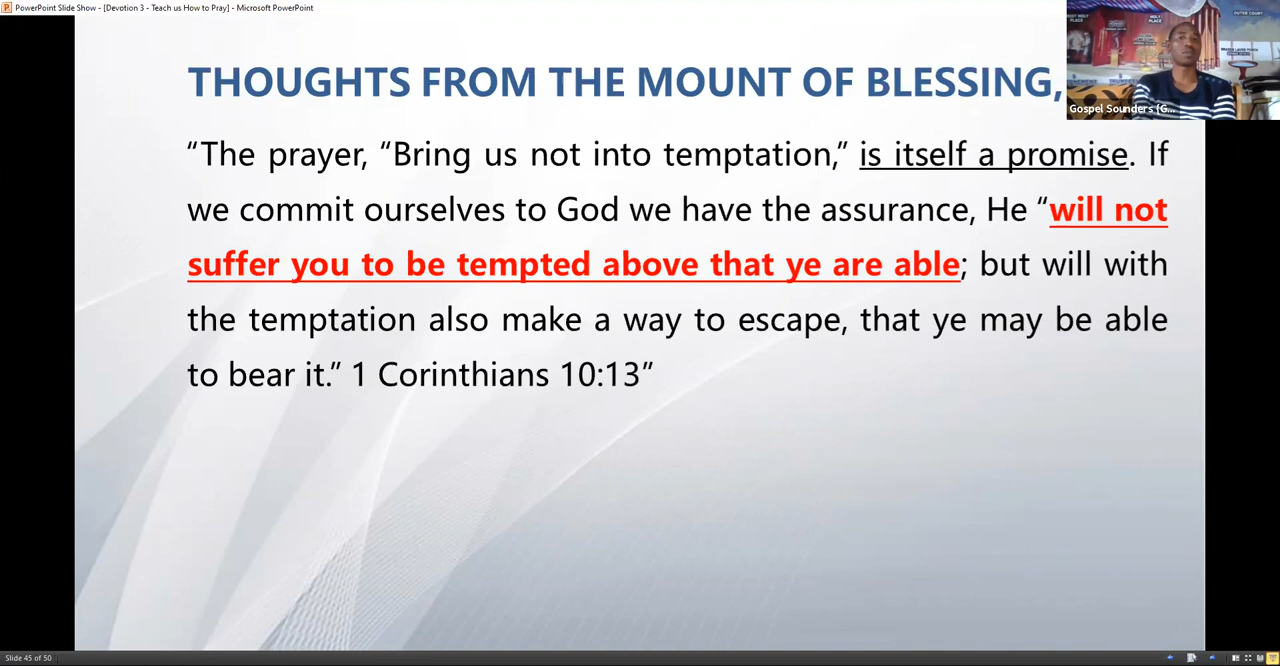 PowerPoint Slide Show - [Devotion 3 - Teach us How to Pray] - Microsoft PowerPoint
THOUGHTS FROM THE MOUNT OF BLESSING,
“The prayer, “Bring us not into temptation,” is itself a promise. If
we commit ourselves to God we have the assurance, He “will not
suffer you to be tempted above that ye are able; but will with
the temptation also make a way to escape, that ye may be able
to bear it.” 1 Corinthians 10:13”
OUTER COURT
HOLY
PLACE
Gospel Sounders (G...
Slide 45 of 50